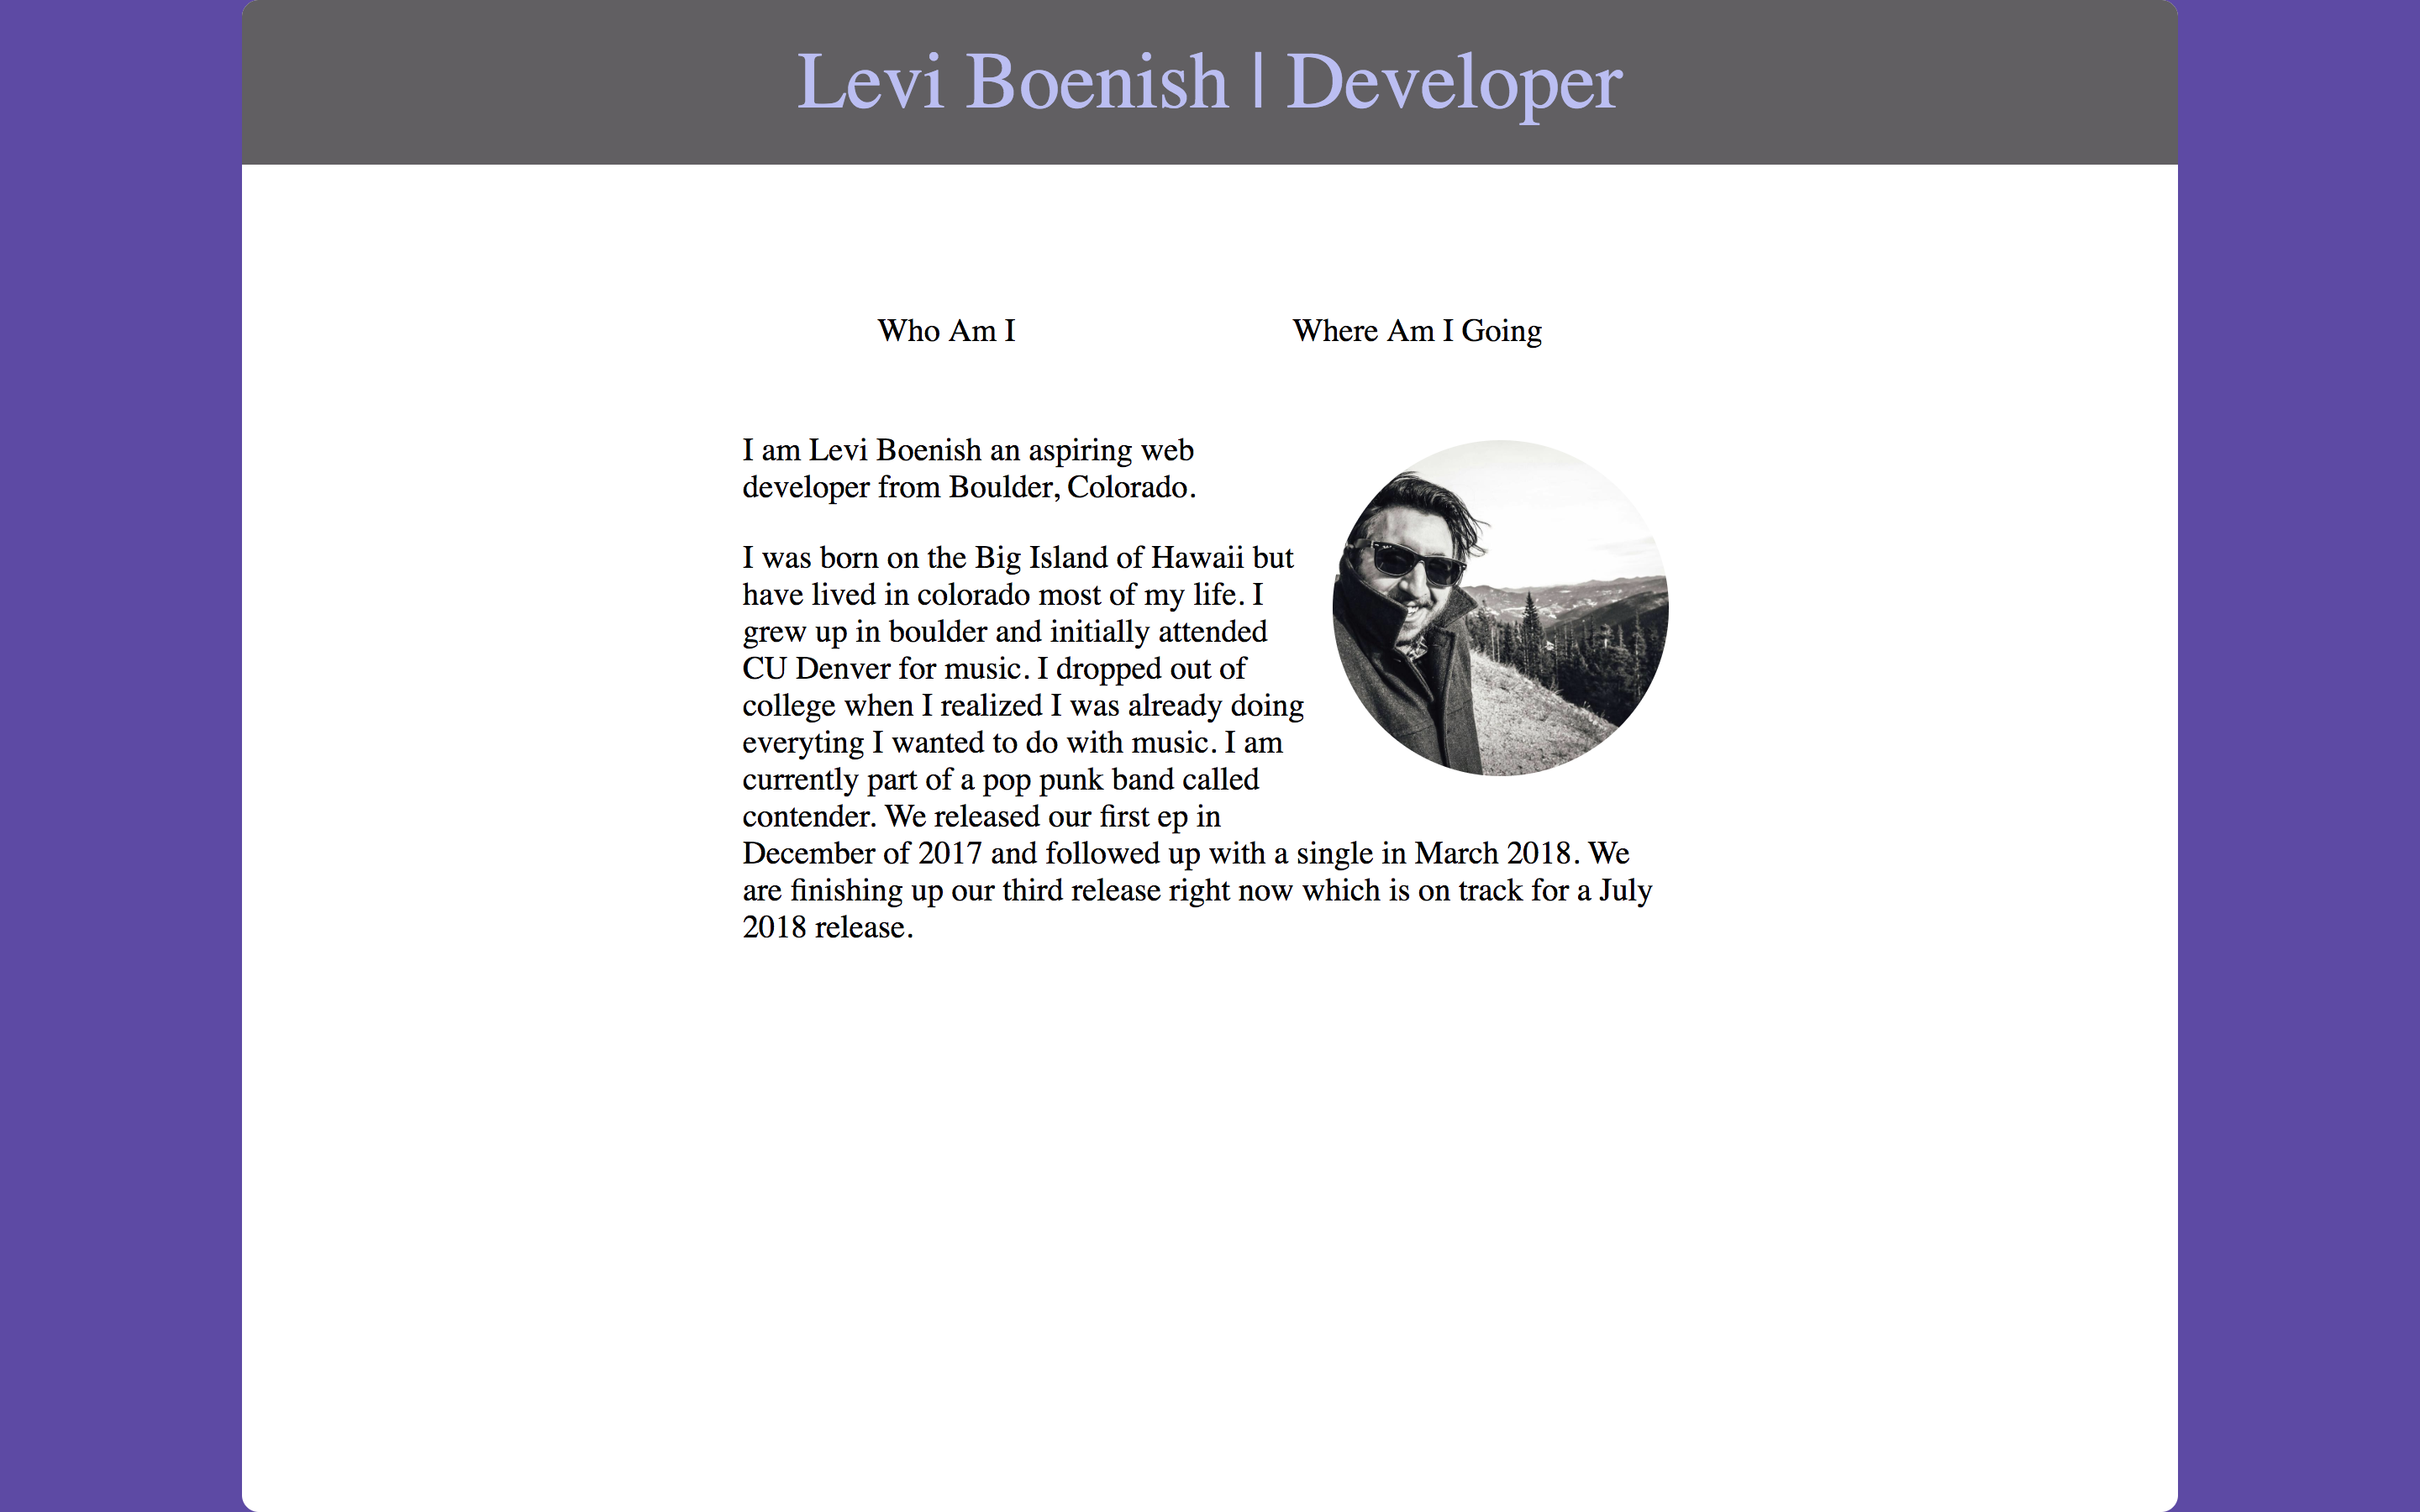 Levi Boenish | Developer
Who Am I
Where Am I Going
I am Levi Boenish an aspiring web
developer from Boulder, Colorado.
I was born on the Big Island of Hawaii but
have lived in colorado most of my life. I
grew up in boulder and initially attended
CU Denver for music. I dropped out of
college when I realized I was already doing
everyting I wanted to do with music. I am
currently part of a pop punk band called
contender. We released our first ep in
December of 2017 and followed up with a single in March 2018. We
are finishing up our third release right now which is on track for a July
2018 release.